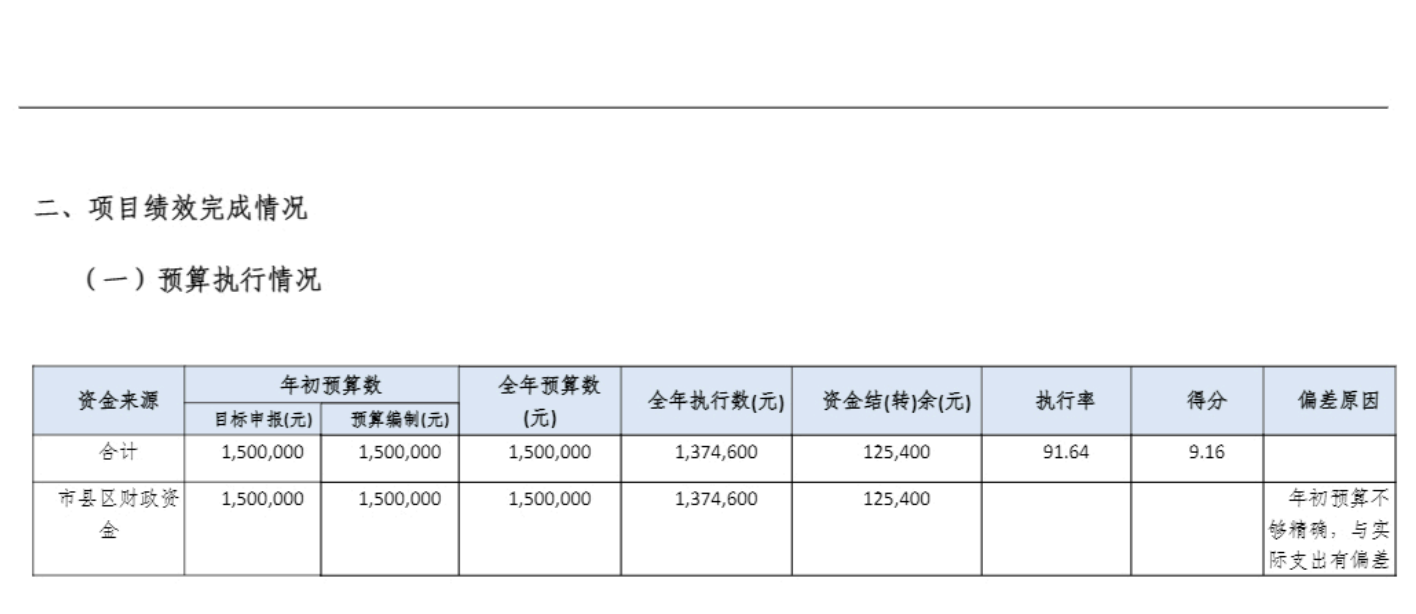 二、项目绩效完成情况
（一）预算执行情况
资金来源 年初预算数 全年预算数(元) 全年执行数(元) 资金结(转)余(元) 执行率 得分 偏差原因
目标申报(元) 预算编制(元)
合计 1,500,000 1,500,000 1,500,000 1,374,600 125,400 91.64 9.16
市县区财政资金 1,500,000 1,500,000 1,500,000 1,374,600 125,400 年初预算不够精确，与实际支出有偏差